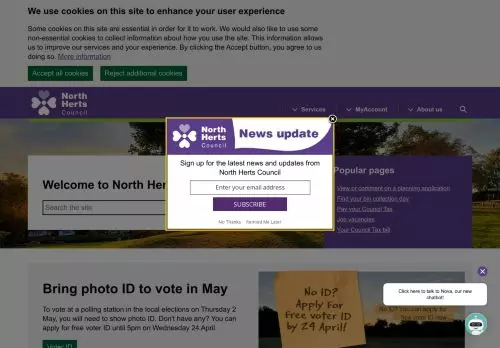 We use cookies on this site to enhance your user experience
Some cookies on this site are essential in order for it to work. We would also like to use some
non-essential cookies to collect information about how you use the site. This information allows
us to improve our services and your experience. By clicking the Accept button, you agree to us
doing so. More information
Accept all cookies
Reject additional cookies
North
Herts
Council
Services
MyAccount
About us
North
Herts
Council
News update
Sign up for the latest news and updates from
North Herts Council
Enter your email address
SUBSCRIBE
No Thanks
Remind Me Later
Welcome to North Her
Search the site
Popular pages
View or comment on a planning application
Find your bin collection day
Pay your Council Tax
Job vacancies
Your Council Tax bill
Bring photo ID to vote in May
To vote at a polling station in the local elections on Thursday 2
May, you will need to show photo ID. Don't have any? You can
apply for free voter ID until 5pm on Wednesday 24 April
Voter ID
No ID?
Apply For
free voter ID
by 24 April!
No ID? You can apply for
free voter ID now
Click here to talk to Nova, our new
chatbot!